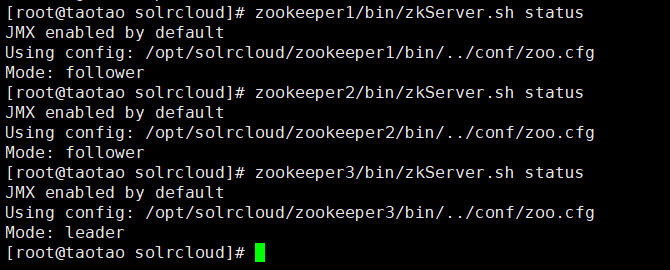 [root@taotao solrcloud]# zookeeper1/bin/zkServer.sh status
JMX enabled by default
Using config: /opt/solrcloud/zookeeper1/bin/../conf/zoo.cfg
Mode: follower
[root@taotao solrcloud]# zookeeper2/bin/zkServer.sh status
JMX enabled by default
Using config: /opt/solrcloud/zookeeper2/bin/../conf/zoo.cfg
Mode: follower
[root@taotao solrcloud]# zookeeper3/bin/zkServer.sh status
JMX enabled by default
Using config: /opt/solrcloud/zookeeper3/bin/../conf/zoo.cfg
Mode: leader
[root@taotao solrcloud]#